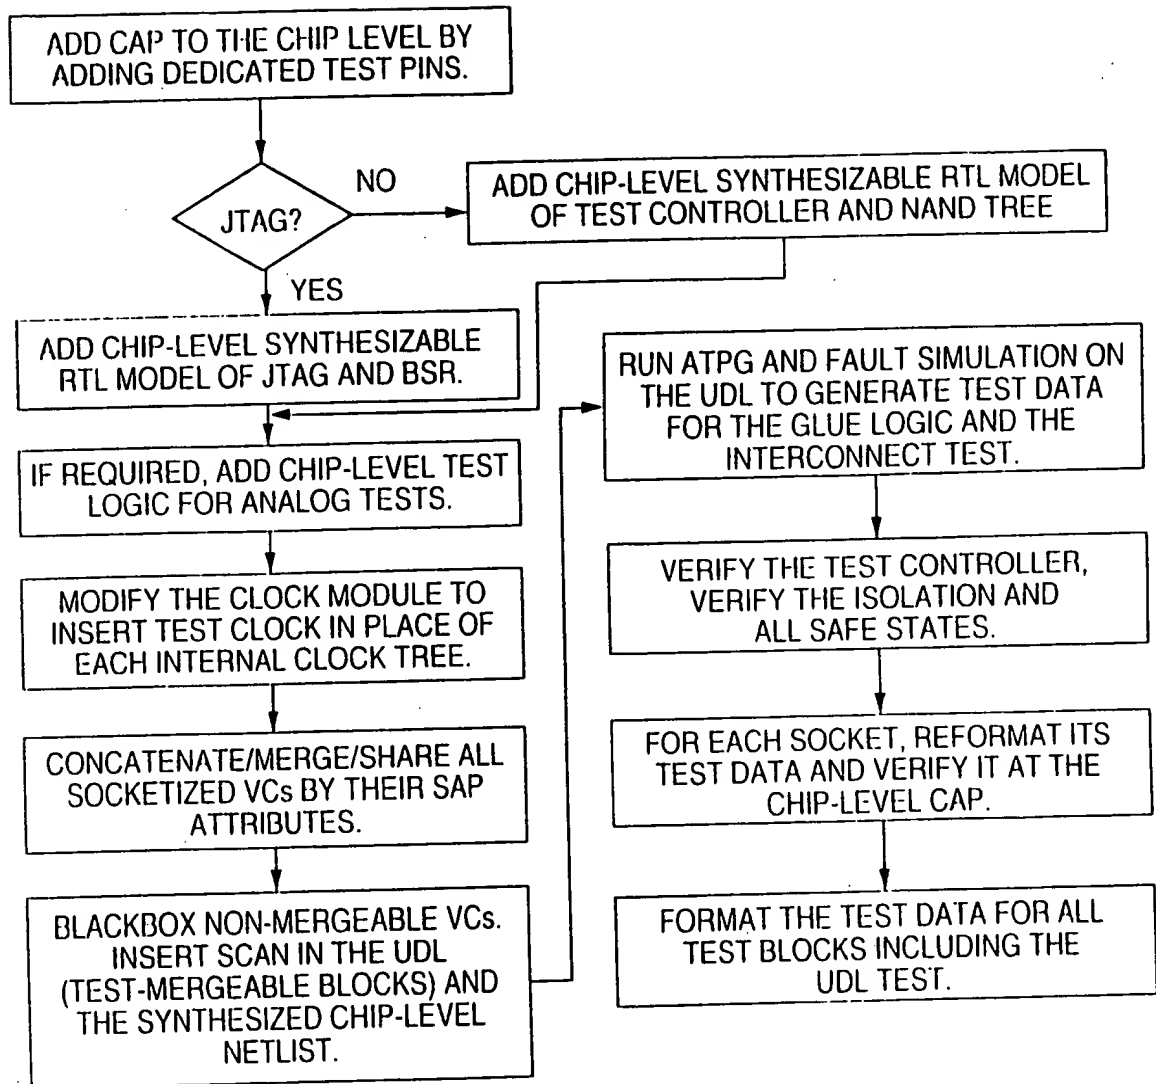 ADD CAP TO THE CHIP LEVEL BY
ADDING DEDICATED TEST PINS.
JTAG?
NO
ADD CHIP-LEVEL SYNTHESIZABLE RTL MODEL
OF TEST CONTROLLER AND NAND TREE
YES
ADD CHIP-LEVEL SYNTHESIZABLE
RTL MODEL OF JTAG AND BSR.
IF REQUIRED, ADD CHIP-LEVEL TEST
LOGIC FOR ANALOG TESTS.
MODIFY THE CLOCK MODULE TO
INSERT TEST CLOCK IN PLACE OF
EACH INTERNAL CLOCK TREE.
CONCATENATE/MERGE/SHARE ALL
SOCKETIZED VCs BY THEIR SAP
ATTRIBUTES.
BLACKBOX NON-MERGEABLE VCs.
INSERT SCAN IN THE UDL
(TEST-MERGEABLE BLOCKS) AND
THE SYNTHESIZED CHIP-LEVEL
NETLIST.
RUN ATPG AND FAULT SIMULATION ON
THE UDL TO GENERATE TEST DATA
FOR THE GLUE LOGIC AND THE
INTERCONNECT TEST.
VERIFY THE TEST CONTROLLER,
VERIFY THE ISOLATION AND
ALL SAFE STATES.
FOR EACH SOCKET, REFORMAT ITS
TEST DATA AND VERIFY IT AT THE
CHIP-LEVEL CAP.
FORMAT THE TEST DATA FOR ALL
TEST BLOCKS INCLUDING THE
UDL TEST.